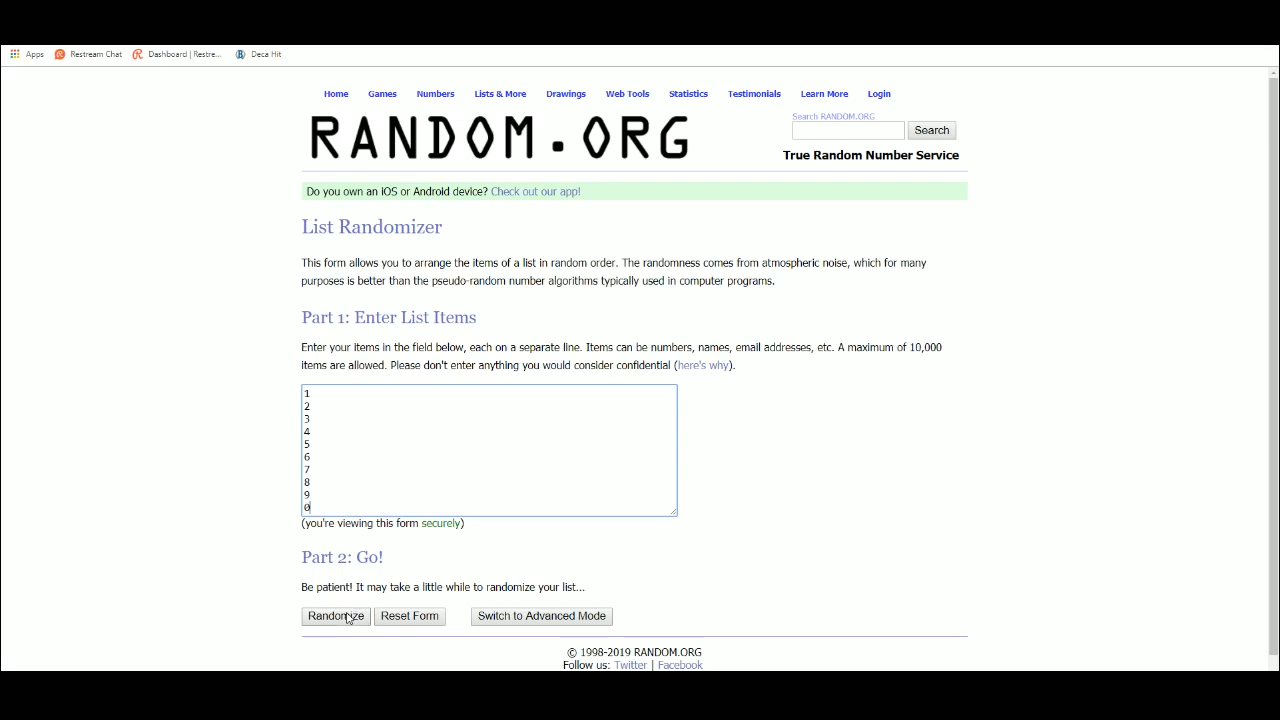 Apps Restream Chat Dashboard | Restre... Deca Hit
Home Games Numbers Lists & More Drawings Web Tools Statistics Testimonials Learn More Login
RANDOM.ORG
Search RANDOM.ORG
Search
True Random Number Service
Do you own an iOS or Android device? Check out our app!
List Randomizer
This form allows you to arrange the items of a list in random order. The randomness comes from atmospheric noise, which for many
purposes is better than the pseudo-random number algorithms typically used in computer programs.
Part 1: Enter List Items
Enter your items in the field below, each on a separate line. Items can be numbers, names, email addresses, etc. A maximum of 10,000
items are allowed. Please don't enter anything you would consider confidential (here's why).
1
2
3
4
5
6
7
8
9
0
(you're viewing this form securely)
Part 2: Go!
Be patient! It may take a little while to randomize your list...
Randomize Reset Form Switch to Advanced Mode
© 1998-2019 RANDOM.ORG
Follow us: Twitter | Facebook